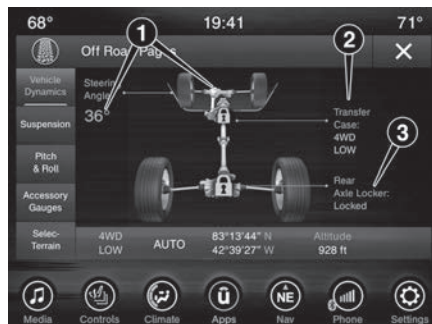 68°
19:41
71°
1
2
Off Road Pages
Vehicle
Dynamics
Steering
Angle
36°
Transfer
Case:
4WD
LOW
3
Suspension
Pitch
& Roll
Rear
Axle Locker:
Locked
Accessory
Gauges
Selec-
Terrain
4WD
LOW
AUTO
83°13'44" N
42°39'27" W
Altitude
928 ft
NE
Media
Controls
Climate
Apps
Nav
Phone
Settings